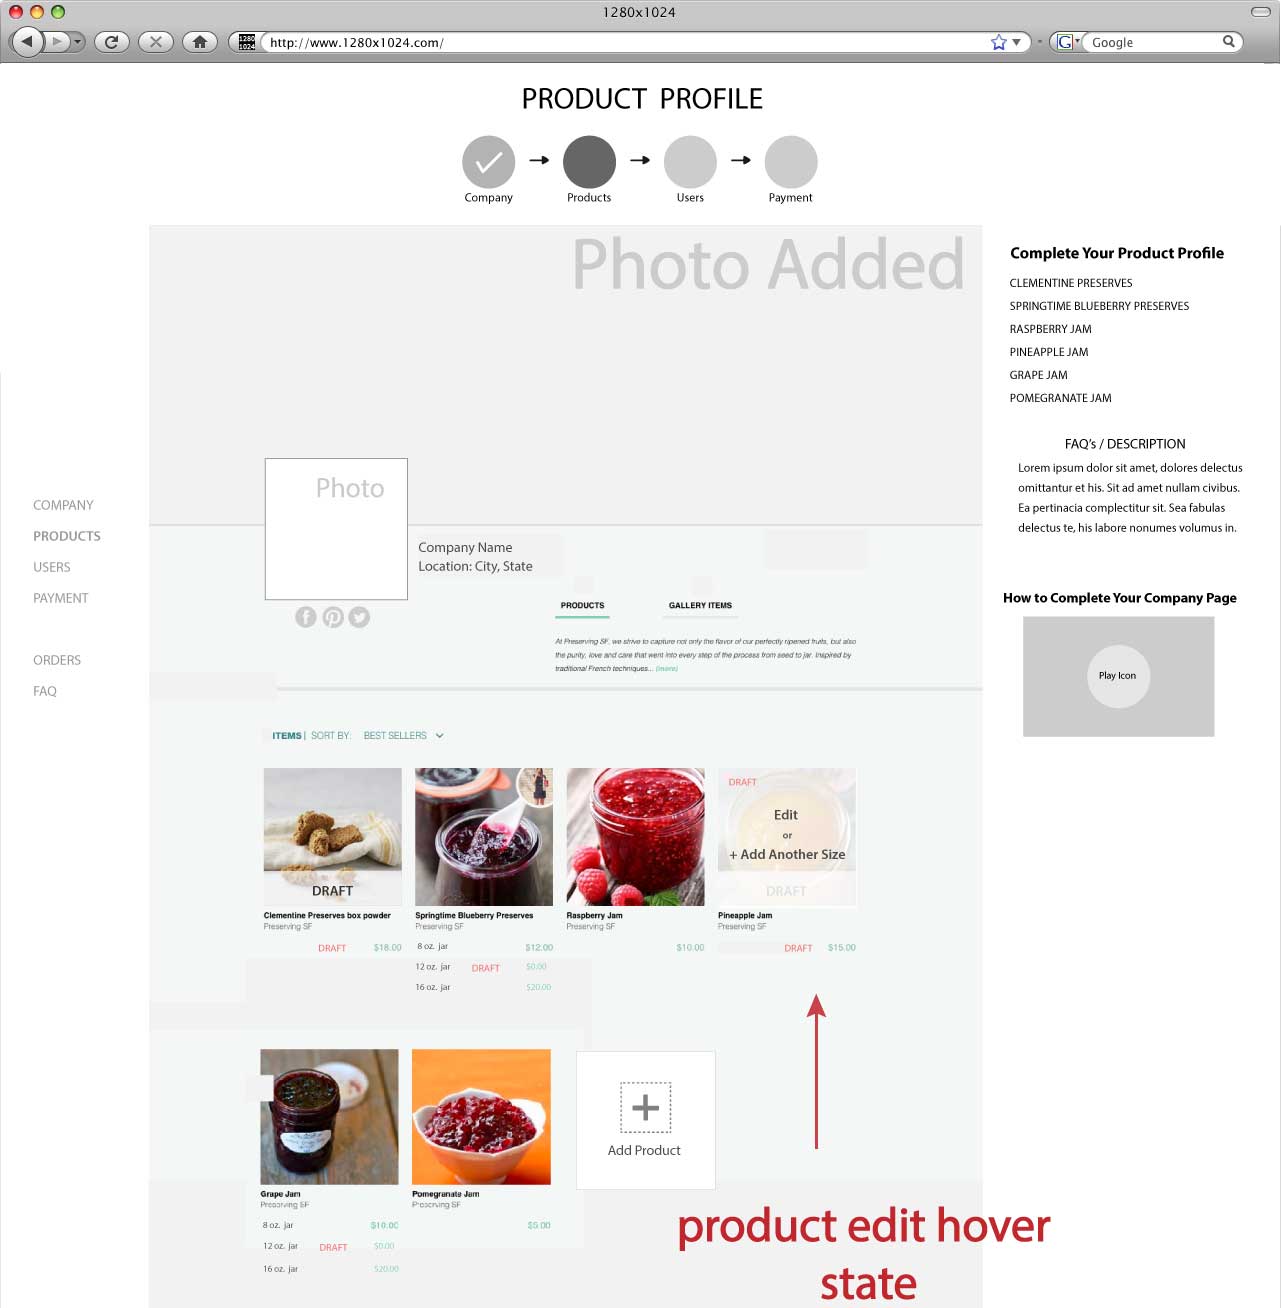 1280x1024
1280
1024
http://www.1280x1024.com/
G
Google
PRODUCT PROFILE
Company
Products
Users
Payment
Photo Added
Complete Your Product Profile
CLEMENTINE PRESERVES
SPRINGTIME BLUEBERRY PRESERVES
RASPBERRY JAM
PINEAPPLE JAM
GRAPE JAM
POMEGRANATE JAM
FAQ's / DESCRIPTION
Lorem ipsum dolor sit amet, dolores delectus
omittantur et his. Sit ad amet nullam civibus.
Ea pertinacia complectitur sit. Sea fabulas
delectus te, his labore nonumes volumus in.
How to Complete Your Company Page
Play Icon
COMPANY
PRODUCTS
USERS
PAYMENT
ORDERS
FAQ
Photo
Company Name
Location: City, State
PRODUCTS
GALLERY ITEMS
At Preserving SF, we strive to capture not only the flavor of our perfectly ripened fruits, but also
the purity, love and care that went into every step of the process from seed to jar. Inspired by
traditional French techniques... (more)
ITEMS | SORT BY: BEST SELLERS
DRAFT
Clementine Preserves box powder
Preserving SF
DRAFT $18.00
Springtime Blueberry Preserves
Preserving SF
8 oz. jar $12.00
12 oz. jar DRAFT $0.00
16 oz. jar $20.00
Raspberry Jam
Preserving SF
$10.00
DRAFT
Edit
or
+ Add Another Size
DRAFT
Pineapple Jam
Preserving SF
DRAFT $15.00
Grape Jam
Preserving SF
8 oz. jar $10.00
12 oz. jar DRAFT $0.00
16 oz. jar $20.00
Pomegranate Jam
Preserving SF
$5.00
Add Product
product edit hover
state